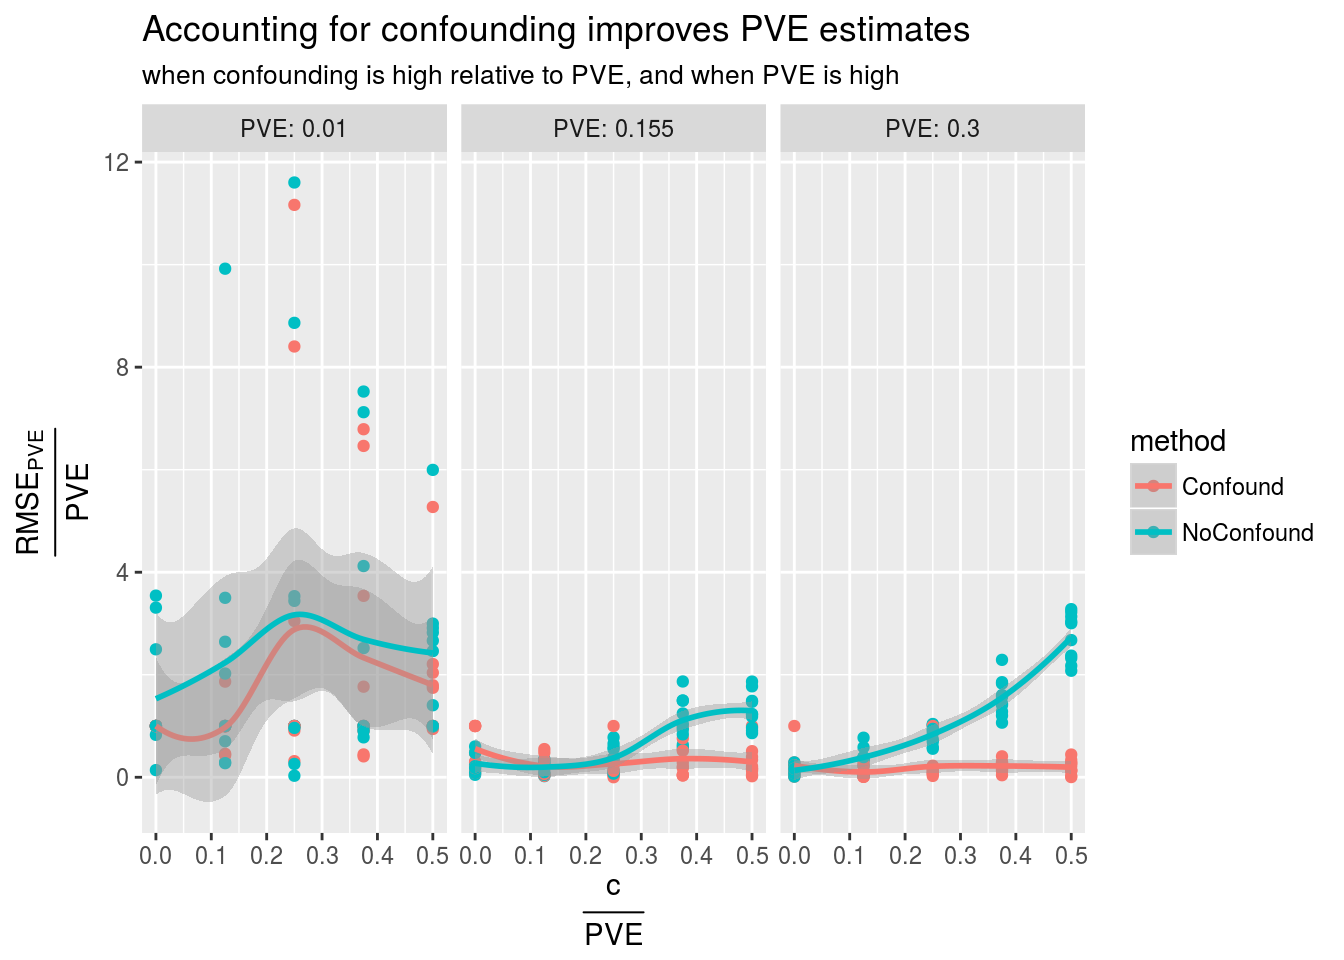 Accounting for confounding improves PVE estimates
when confounding is high relative to PVE, and when PVE is high
PVE: 0.01 PVE: 0.155 PVE: 0.3
12
8
4
0
RMSE_PVE
PVE
0.0 0.1 0.2 0.3 0.4 0.5 0.0 0.1 0.2 0.3 0.4 0.5 0.0 0.1 0.2 0.3 0.4 0.5
c
PVE
method
Confound
NoConfound